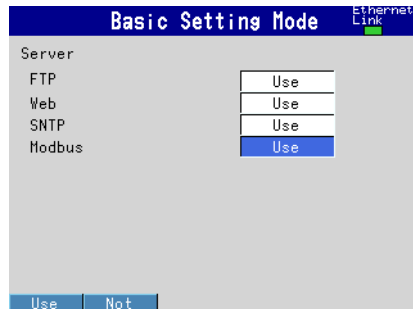 Basic Setting Mode
Ethernet
Link
Server
FTP Use
Web Use
SNTP Use
Modbus Use
Use Not